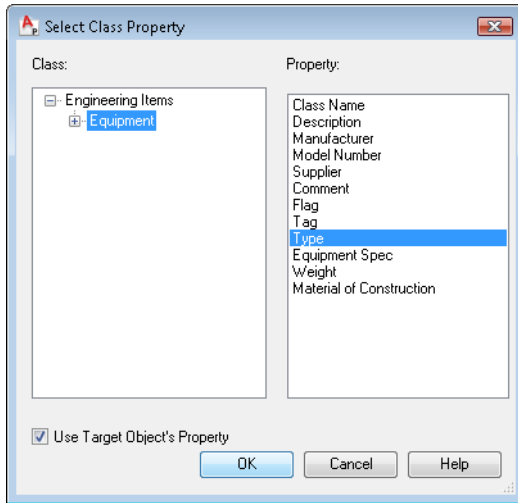 Select Class Property
Class:
Property:
Engineering Items
Equipment
Class Name
Description
Manufacturer
Model Number
Supplier
Comment
Flag
Tag
Type
Equipment Spec
Weight
Material of Construction
Use Target Object's Property
OK
Cancel
Help